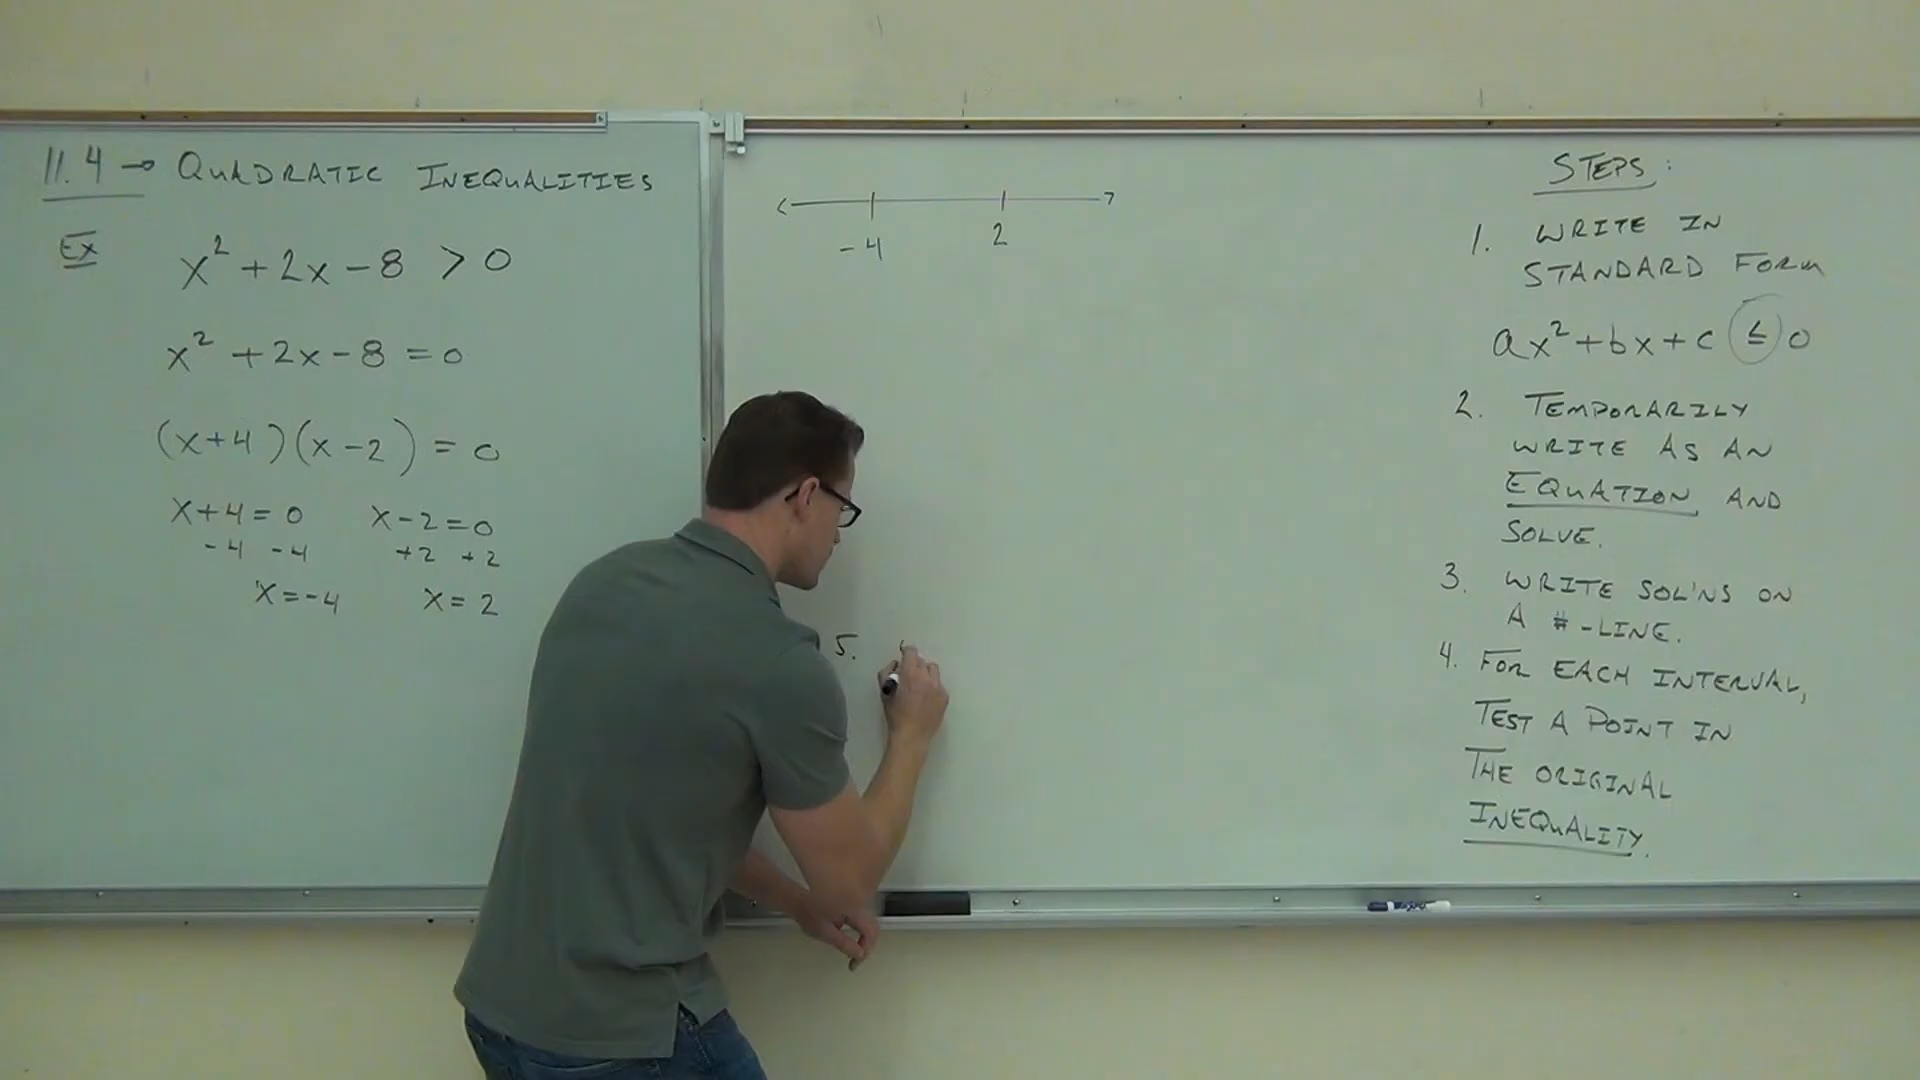 11.4 → QUADRATIC INEQUALITIES
EX x² + 2x - 8 > 0
x² + 2x - 8 = 0
(x+4)(x-2) = 0
x+4=0 x-2=0
-4 -4 +2 +2
x=-4 x=2
-4 2
5.
STEPS:
1. WRITE IN
STANDARD FORM
ax²+bx+c ≤ 0
2. TEMPORARILY
WRITE AS AN
EQUATION AND
SOLVE.
3. WRITE SOL'NS ON
A #-LINE.
4. FOR EACH INTERVAL,
TEST A POINT IN
THE ORIGINAL
INEQUALITY.